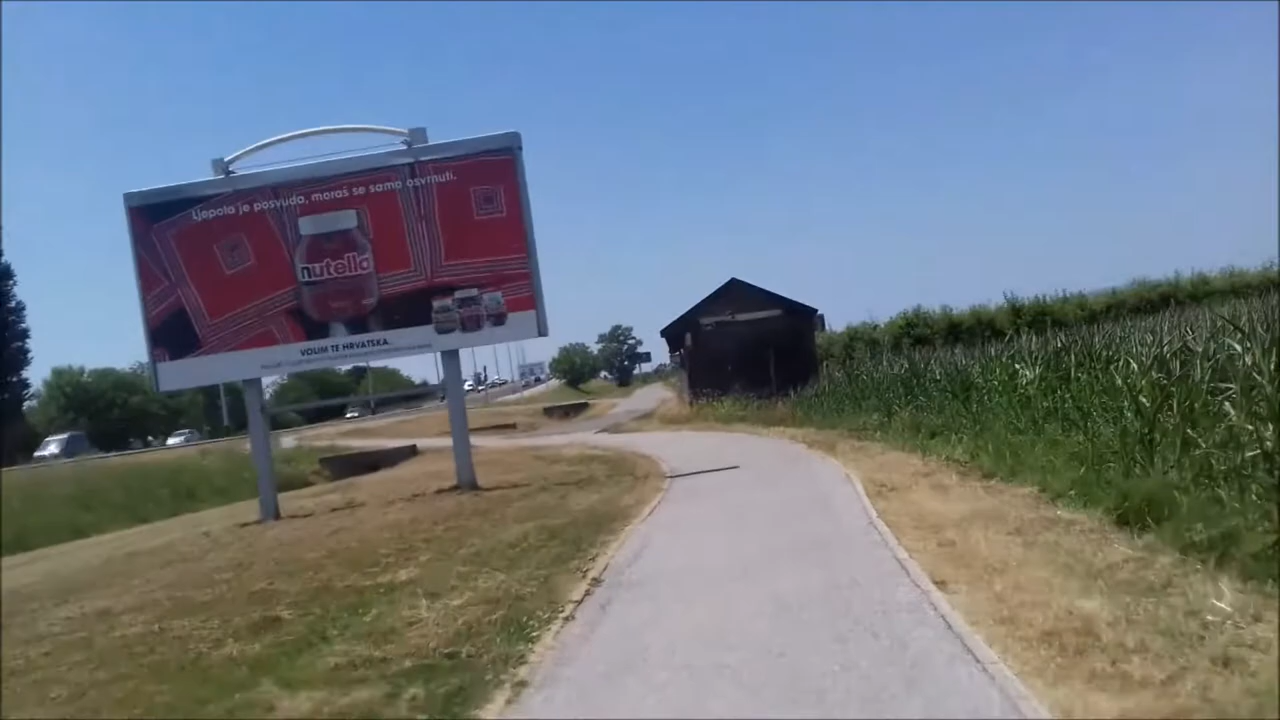 Ljepota je posvuda, moraš se samo osvrnuti.
nutella
VOLIM TE HRVATSKA.